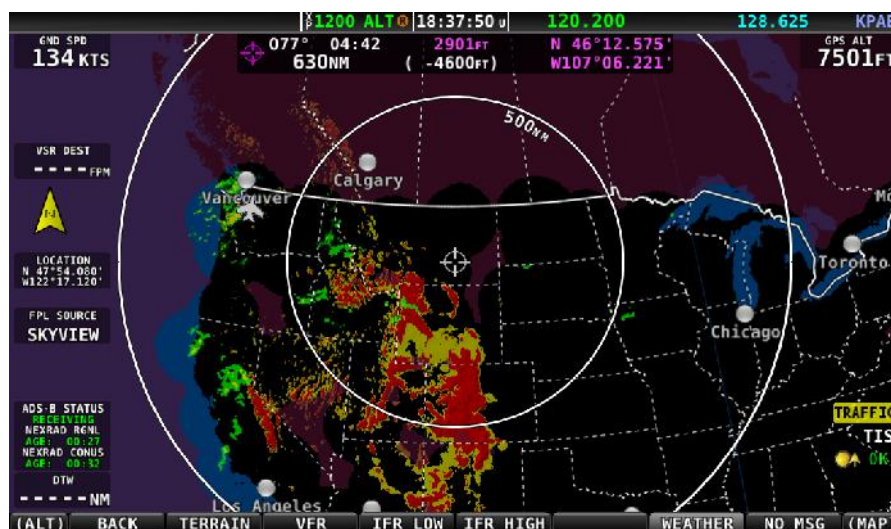 1200 ALT R 18:37:50 U 120.200 128.625 KPAE
GND SPD
134 KTS
077° 04:42 2901FT N 46°12.575'
630NM ( -4600FT) W107°06.221'
GPS ALT
7501FT
500NM
VSR DEST
---- FPM
Calgary
Vancouver
LOCATION
N 47°54.080'
W122°17.120'
Toronto
FPL SOURCE
SKYVIEW
Chicago
ADS-B STATUS
RECEIVING
NEXRAD RGNL
AGE: 00:27
NEXRAD CONUS
AGE: 00:32
TRAFFIC
TIS
OK
DTW
-----NM
Los Angeles
(ALT) BACK TERRAIN VFR IFR LOW IFR HIGH WEATHER NO MSG (MAP